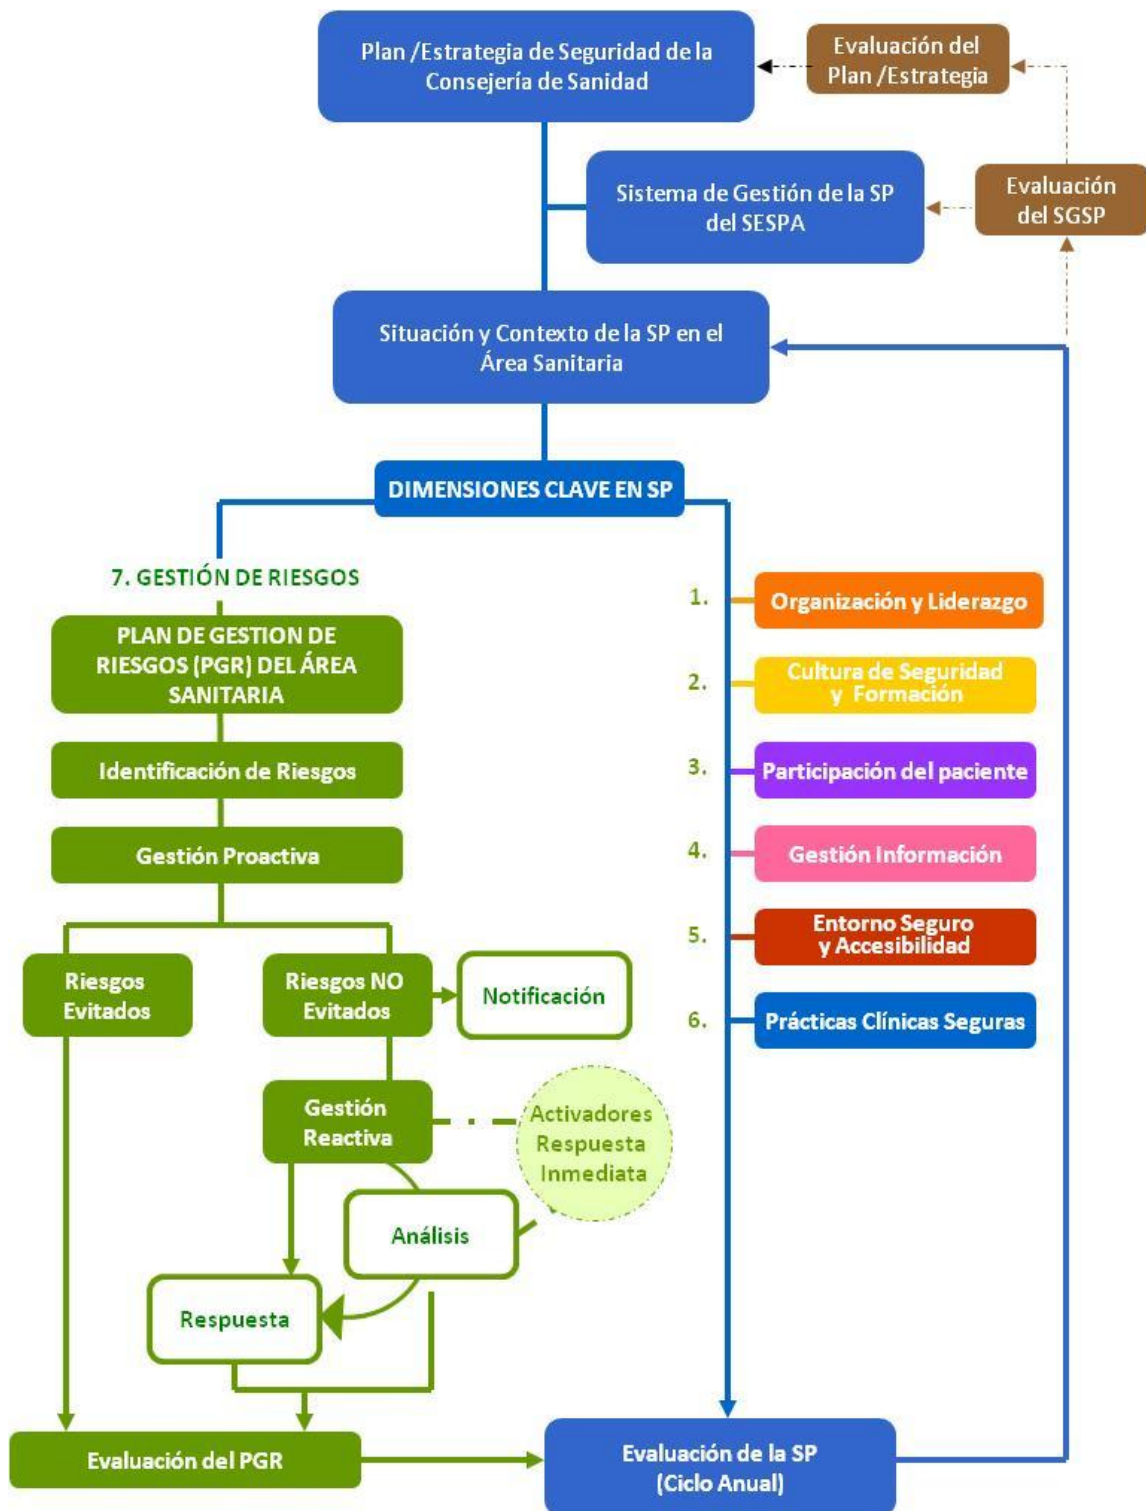 Plan /Estrategia de Seguridad de la
Consejería de Sanidad
Evaluación del
Plan /Estrategia
Sistema de Gestión de la SP
del SESPA
Evaluación
del SGSP
Situación y Contexto de la SP en el
Área Sanitaria
DIMENSIONES CLAVE EN SP
7. GESTIÓN DE RIESGOS
PLAN DE GESTION DE
RIESGOS (PGR) DEL ÁREA
SANITARIA
Identificación de Riesgos
Gestión Proactiva
Riesgos
Evitados
Riesgos NO
Evitados
Notificación
Gestión
Reactiva
Activadores
Respuesta
Inmediata
Análisis
Respuesta
Evaluación del PGR
1. Organización y Liderazgo
2. Cultura de Seguridad
y Formación
3. Participación del paciente
4. Gestión Información
5. Entorno Seguro
y Accesibilidad
6. Prácticas Clínicas Seguras
Evaluación de la SP
(Ciclo Anual)